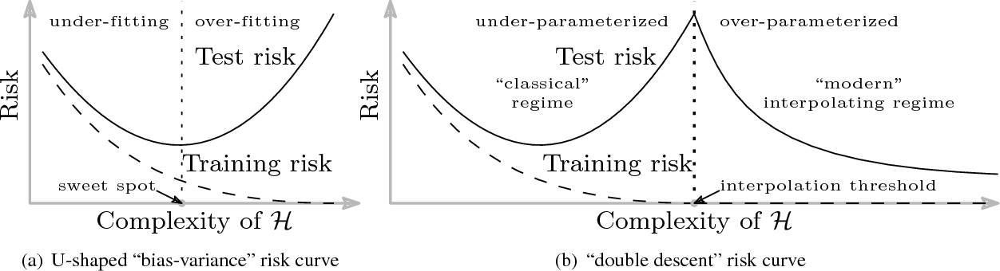 under-fitting
over-fitting
Test risk
Risk
Training risk
sweet spot
Complexity of ℋ
(a) U-shaped “bias-variance” risk curve
under-parameterized
over-parameterized
Test risk
“classical”
regime
“modern”
interpolating regime
Risk
Training risk
interpolation threshold
Complexity of ℋ
(b) “double descent” risk curve